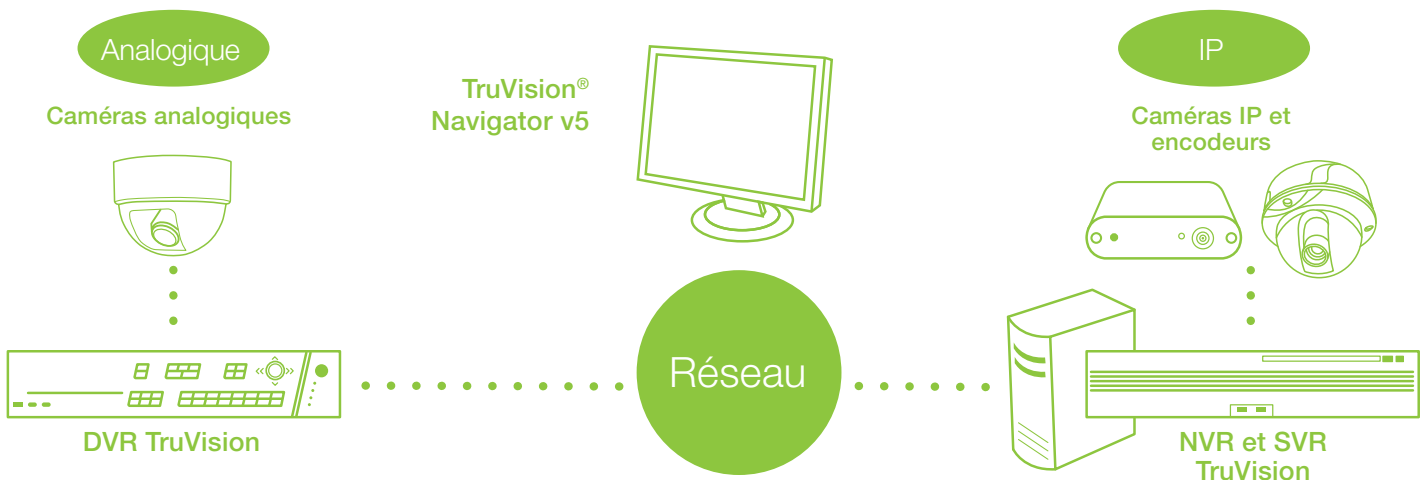 Analogique
Caméras analogiques
DVR TruVision
TruVision®
Navigator v5
Réseau
IP
Caméras IP et
encodeurs
NVR et SVR
TruVision